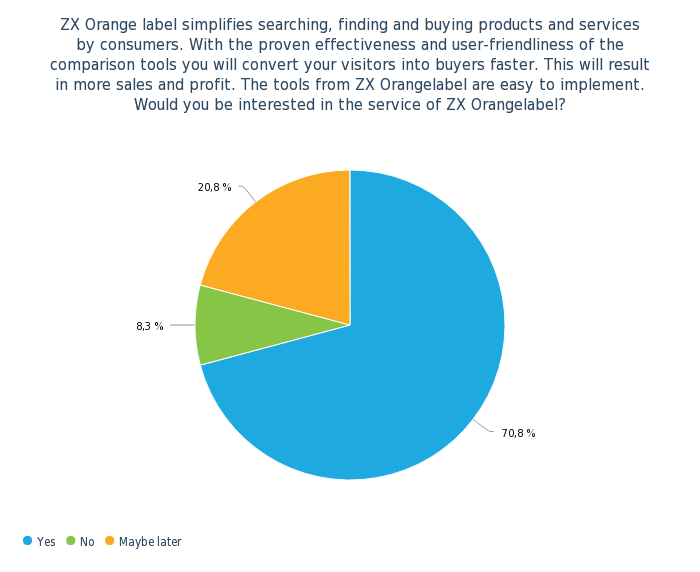 ZX Orange label simplifies searching, finding and buying products and services
by consumers. With the proven effectiveness and user-friendliness of the
comparison tools you will convert your visitors into buyers faster. This will result
in more sales and profit. The tools from ZX Orangelabel are easy to implement.
Would you be interested in the service of ZX Orangelabel?
20,8 %
8,3 %
70,8 %
Yes No Maybe later